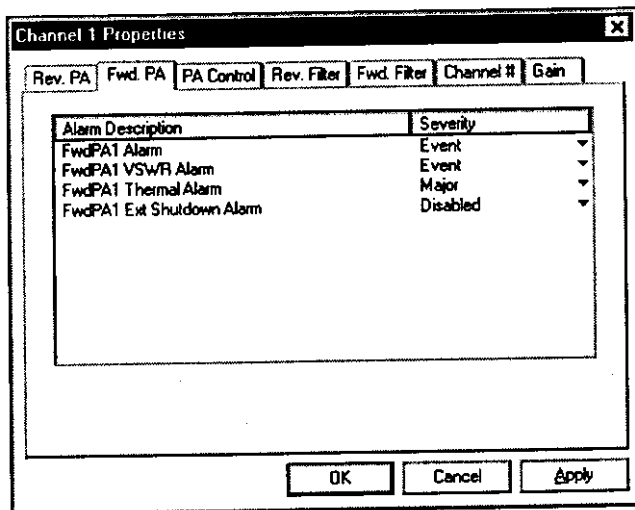 Channel 1 Properties
Rev. PA Fwd. PA PA Control Rev. Filter Fwd. Filter Channel # Gain
Alarm Description Severity
FwdPA1 Alarm Event
FwdPA1 VSWR Alarm Event
FwdPA1 Thermal Alarm Major
FwdPA1 Ext Shutdown Alarm Disabled
OK Cancel Apply